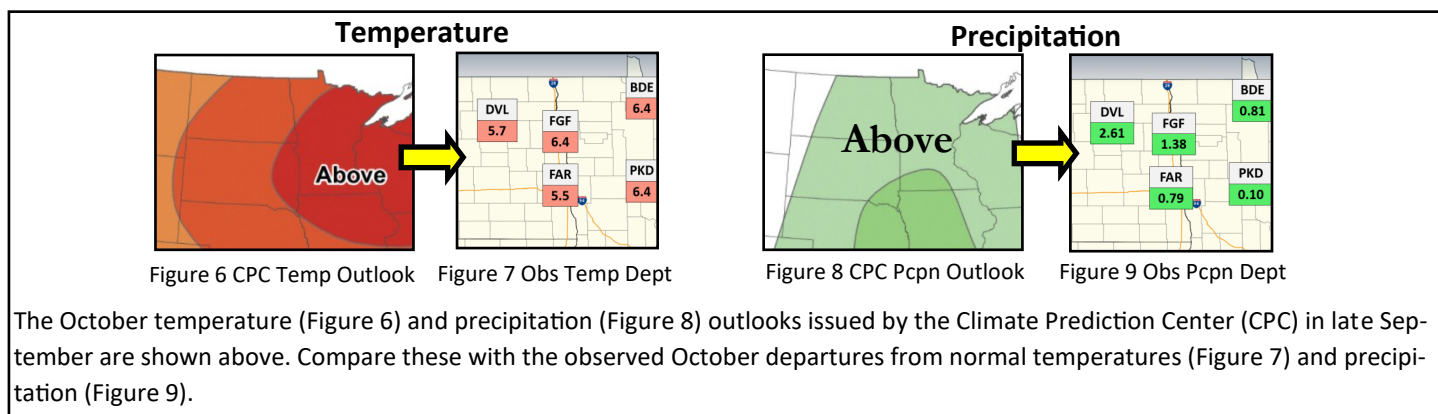 Temperature
Precipitation
Above
DVL
5.7
FGF
6.4
FAR
5.5
BDE
6.4
PKD
6.4
Above
DVL
2.61
FGF
1.38
FAR
0.79
BDE
0.81
PKD
0.10
Figure 6 CPC Temp Outlook
Figure 7 Obs Temp Dept
Figure 8 CPC Pcpn Outlook
Figure 9 Obs Pcpn Dept
The October temperature (Figure 6) and precipitation (Figure 8) outlooks issued by the Climate Prediction Center (CPC) in late Sep-
tember are shown above. Compare these with the observed October departures from normal temperatures (Figure 7) and precipi-
tation (Figure 9).